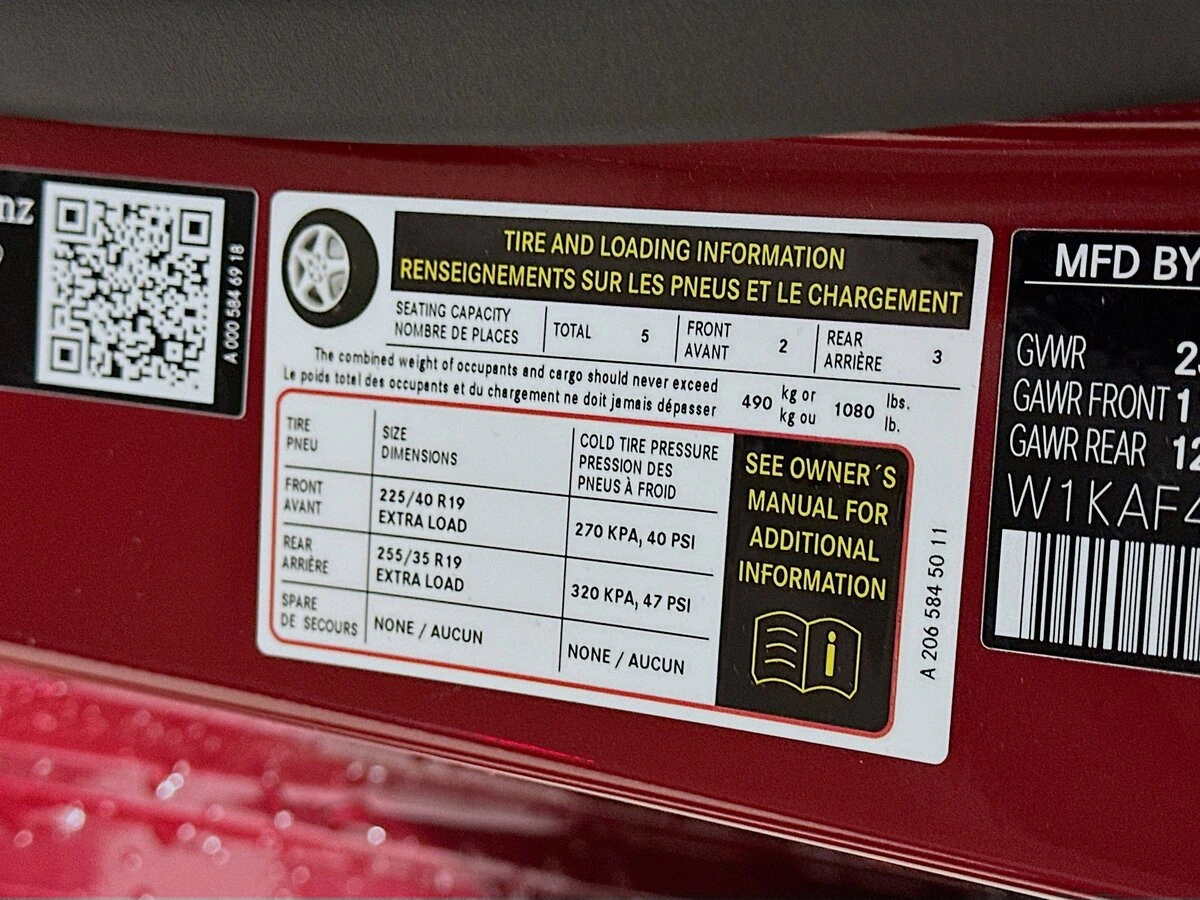 nz
A 000 584 69 18
TIRE AND LOADING INFORMATION
RENSEIGNEMENTS SUR LES PNEUS ET LE CHARGEMENT
SEATING CAPACITY
NOMBRE DE PLACES
TOTAL 5
FRONT
AVANT
2
REAR
ARRIÈRE
3
The combined weight of occupants and cargo should never exceed
Le poids total des occupants et du chargement ne doit jamais dépasser
490
kg or
kg ou
1080
lbs.
lb.
TIRE
PNEU
SIZE
DIMENSIONS
COLD TIRE PRESSURE
PRESSION DES
PNEUS À FROID
FRONT
AVANT
225/40 R19
EXTRA LOAD
270 KPA, 40 PSI
REAR
ARRIÈRE
255/35 R19
EXTRA LOAD
320 KPA, 47 PSI
SPARE
DE SECOURS
NONE / AUCUN
NONE / AUCUN
SEE OWNER´S
MANUAL FOR
ADDITIONAL
INFORMATION
i
A 206 584 50 11
MFD BY
GVWR 2
GAWR FRONT 1
GAWR REAR 12
W1KAF4